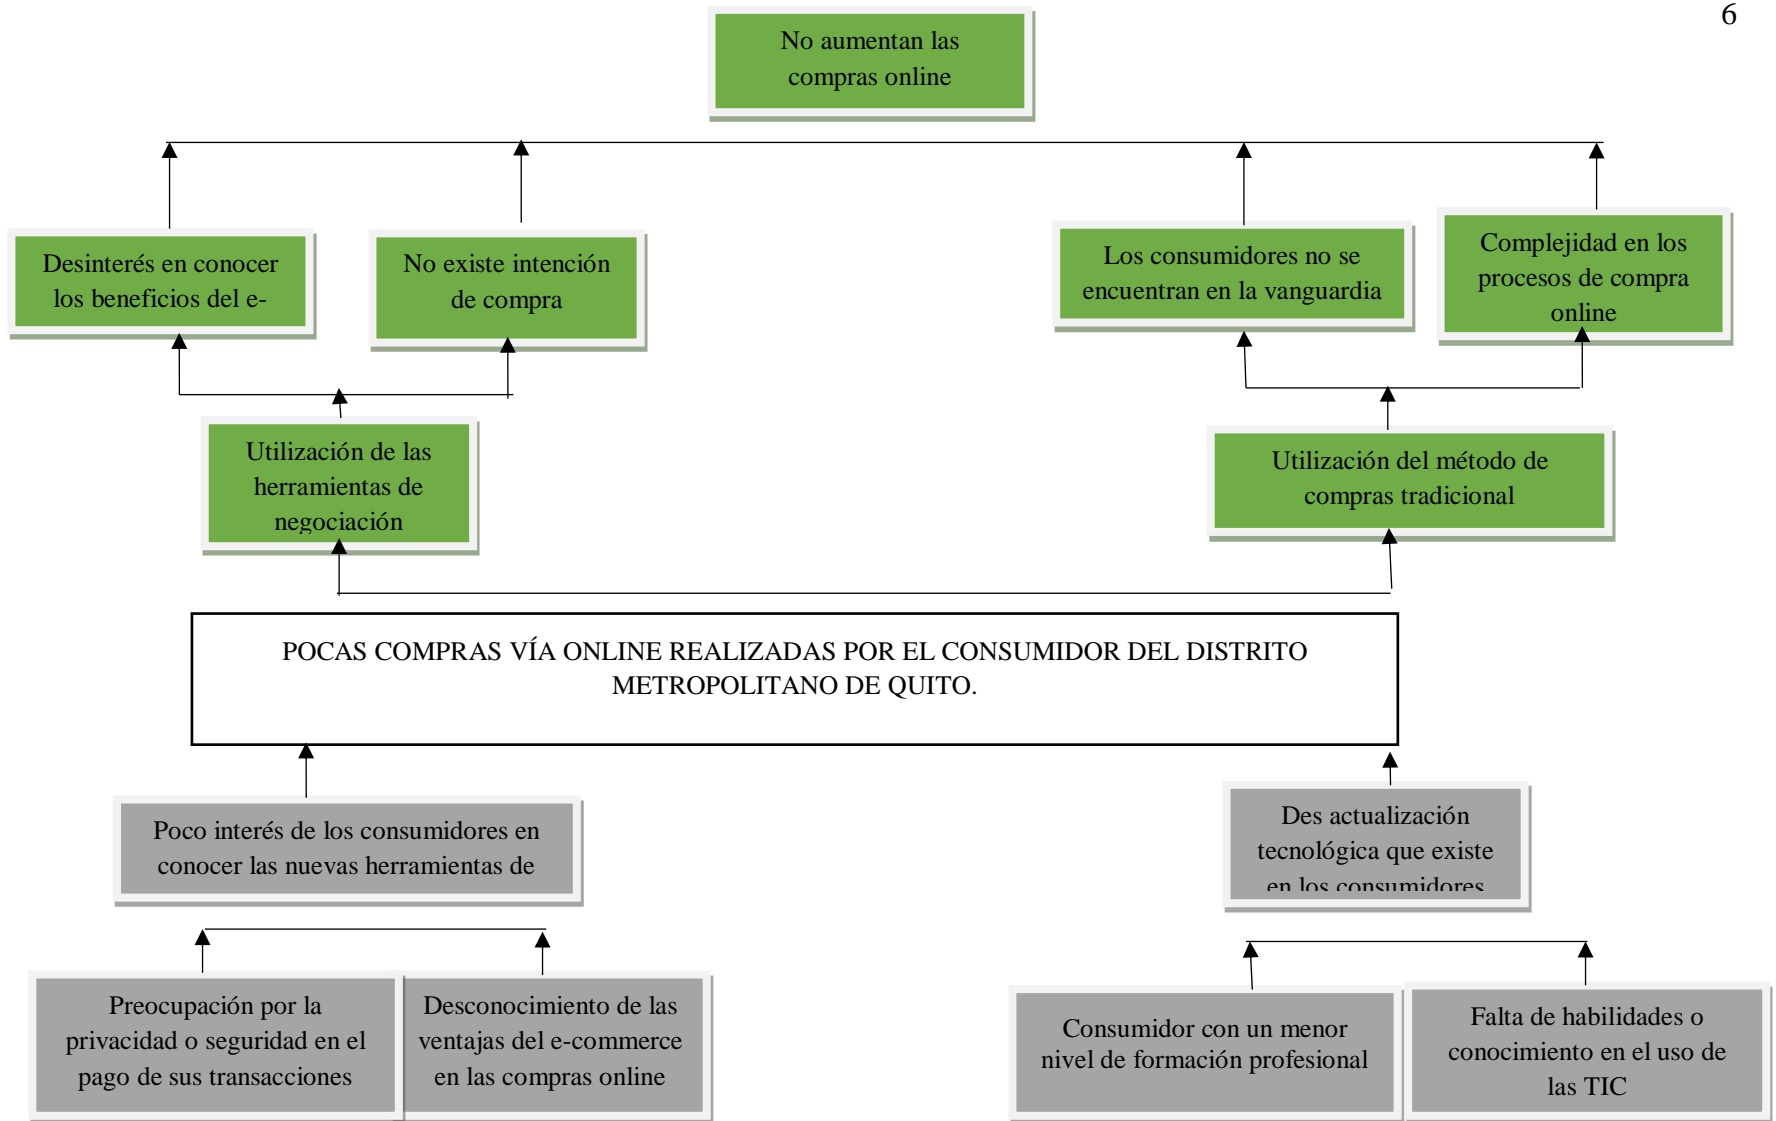 6
No aumentan las
compras online
Desinterés en conocer
los beneficios del e-
No existe intención
de compra
Los consumidores no se
encuentran en la vanguardia
Complejidad en los
procesos de compra
online
Utilización de las
herramientas de
negociación
Utilización del método de
compras tradicional
POCAS COMPRAS VÍA ONLINE REALIZADAS POR EL CONSUMIDOR DEL DISTRITO
METROPOLITANO DE QUITO.
Poco interés de los consumidores en
conocer las nuevas herramientas de
Des actualización
tecnológica que existe
en los consumidores
Preocupación por la
privacidad o seguridad en el
pago de sus transacciones
Desconocimiento de las
ventajas del e-commerce
en las compras online
Consumidor con un menor
nivel de formación profesional
Falta de habilidades o
conocimiento en el uso de
las TIC